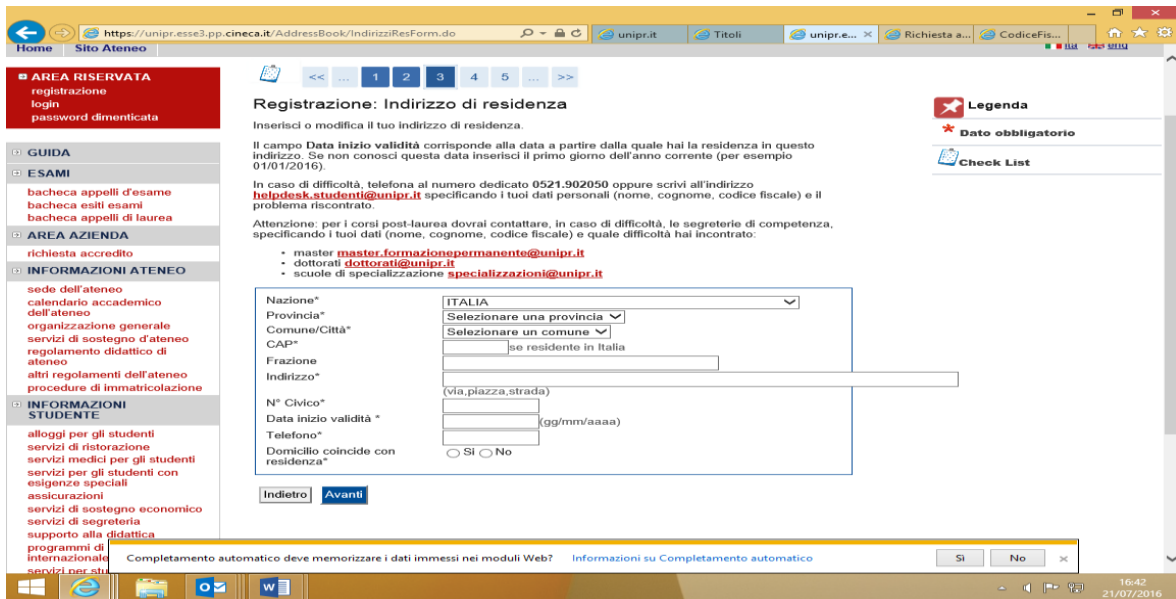 https://unipr.esse3.pp.cineca.it/AddressBook/IndirizziResForm.do
unipr.it
Titoli
unipr.e...
Richiesta a...
CodiceFis...
Home Sito Ateneo
ita eng
AREA RISERVATA
registrazione
login
password dimenticata
GUIDA
ESAMI
bacheca appelli d'esame
bacheca esiti esami
bacheca appelli di laurea
AREA AZIENDA
richiesta accredito
INFORMAZIONI ATENEO
sede dell'ateneo
calendario accademico
dell'ateneo
organizzazione generale
servizi di sostegno d'ateneo
regolamento didattico di
ateneo
altri regolamenti dell'ateneo
procedure di immatricolazione
INFORMAZIONI
STUDENTE
alloggi per gli studenti
servizi di ristorazione
servizi medici per gli studenti
servizi per gli studenti con
esigenze speciali
assicurazioni
servizi di sostegno economico
servizi di segreteria
supporto alla didattica
programmi di
internazionale
servizi per stu
<< ... 1 2 3 4 5 ... >>
Registrazione: Indirizzo di residenza
Inserisci o modifica il tuo indirizzo di residenza.
Il campo Data inizio validità corrisponde alla data a partire dalla quale hai la residenza in questo
indirizzo. Se non conosci questa data inserisci il primo giorno dell'anno corrente (per esempio
01/01/2016).
In caso di difficoltà, telefona al numero dedicato 0521.902050 oppure scrivi all'indirizzo
helpdesk.studenti@unipr.it specificando i tuoi dati personali (nome, cognome, codice fiscale) e il
problema riscontrato.
Attenzione: per i corsi post-laurea dovrai contattare, in caso di difficoltà, le segreterie di competenza,
specificando i tuoi dati (nome, cognome, codice fiscale) e quale difficoltà hai incontrato:
• master master.formazionepermanente@unipr.it
• dottorati dottorati@unipr.it
• scuole di specializzazione specializzazioni@unipr.it
Nazione* ITALIA
Provincia* Selezionare una provincia
Comune/Città* Selezionare un comune
CAP* se residente in Italia
Frazione
Indirizzo*
(via,piazza,strada)
N° Civico*
Data inizio validità * (gg/mm/aaaa)
Telefono*
Domicilio coincide con
residenza*
Si No
Indietro Avanti
Legenda
* Dato obbligatorio
Check List
Completamento automatico deve memorizzare i dati immessi nei moduli Web? Informazioni su Completamento automatico Sì No
16:42
21/07/2016